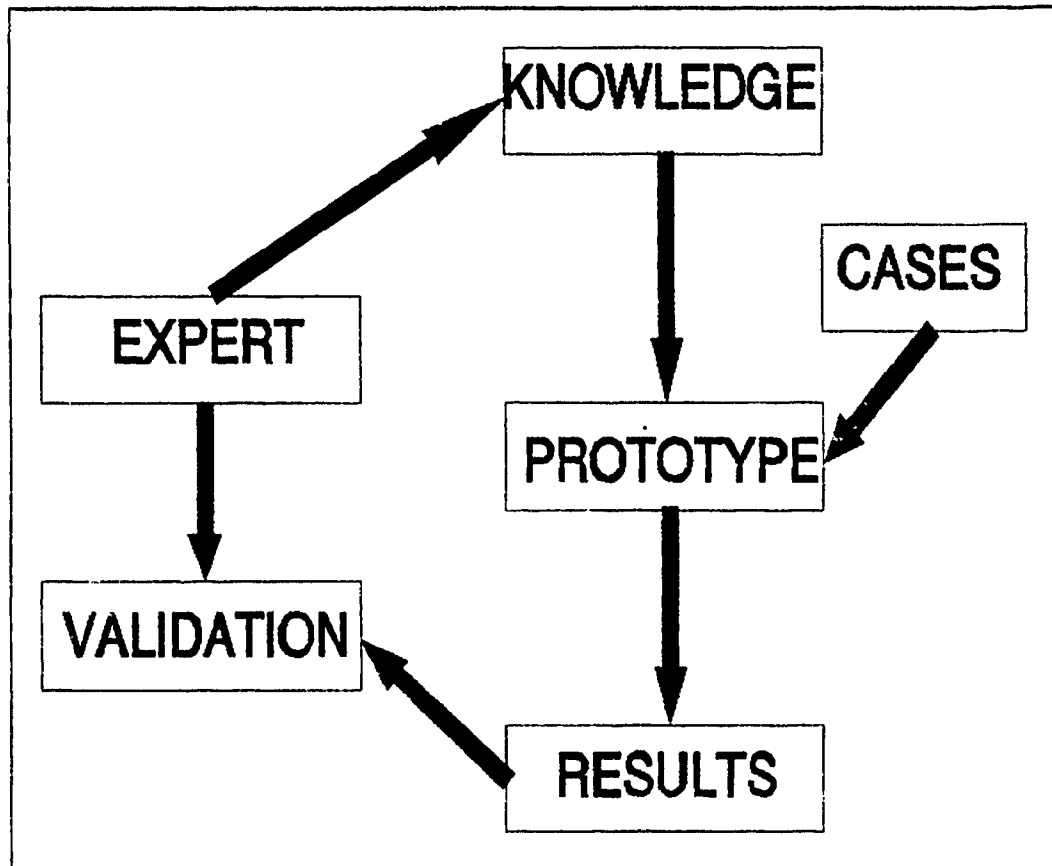 KNOWLEDGE
CASES
EXPERT
PROTOTYPE
VALIDATION
RESULTS